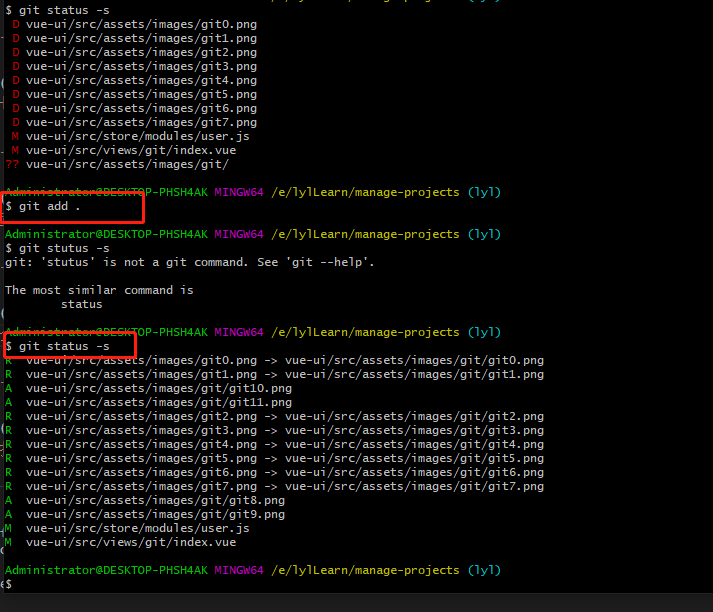 $ git status -s
 D vue-ui/src/assets/images/git0.png
 D vue-ui/src/assets/images/git1.png
 D vue-ui/src/assets/images/git2.png
 D vue-ui/src/assets/images/git3.png
 D vue-ui/src/assets/images/git4.png
 D vue-ui/src/assets/images/git5.png
 D vue-ui/src/assets/images/git6.png
 D vue-ui/src/assets/images/git7.png
 M vue-ui/src/store/modules/user.js
 M vue-ui/src/views/git/index.vue
?? vue-ui/src/assets/images/git/
Administrator@DESKTOP-PHSH4AK MINGW64 /e/lylLearn/manage-projects (lyl)
$ git add .
Administrator@DESKTOP-PHSH4AK MINGW64 /e/lylLearn/manage-projects (lyl)
$ git stutus -s
git: 'stutus' is not a git command. See 'git --help'.
The most similar command is
        status
Administrator@DESKTOP-PHSH4AK MINGW64 /e/lylLearn/manage-projects (lyl)
$ git status -s
R  vue-ui/src/assets/images/git0.png -> vue-ui/src/assets/images/git/git0.png
R  vue-ui/src/assets/images/git1.png -> vue-ui/src/assets/images/git/git1.png
A  vue-ui/src/assets/images/git/git10.png
A  vue-ui/src/assets/images/git/git11.png
R  vue-ui/src/assets/images/git2.png -> vue-ui/src/assets/images/git/git2.png
R  vue-ui/src/assets/images/git3.png -> vue-ui/src/assets/images/git/git3.png
R  vue-ui/src/assets/images/git4.png -> vue-ui/src/assets/images/git/git4.png
R  vue-ui/src/assets/images/git5.png -> vue-ui/src/assets/images/git/git5.png
R  vue-ui/src/assets/images/git6.png -> vue-ui/src/assets/images/git/git6.png
R  vue-ui/src/assets/images/git7.png -> vue-ui/src/assets/images/git/git7.png
A  vue-ui/src/assets/images/git/git8.png
A  vue-ui/src/assets/images/git/git9.png
M  vue-ui/src/store/modules/user.js
M  vue-ui/src/views/git/index.vue
Administrator@DESKTOP-PHSH4AK MINGW64 /e/lylLearn/manage-projects (lyl)
$